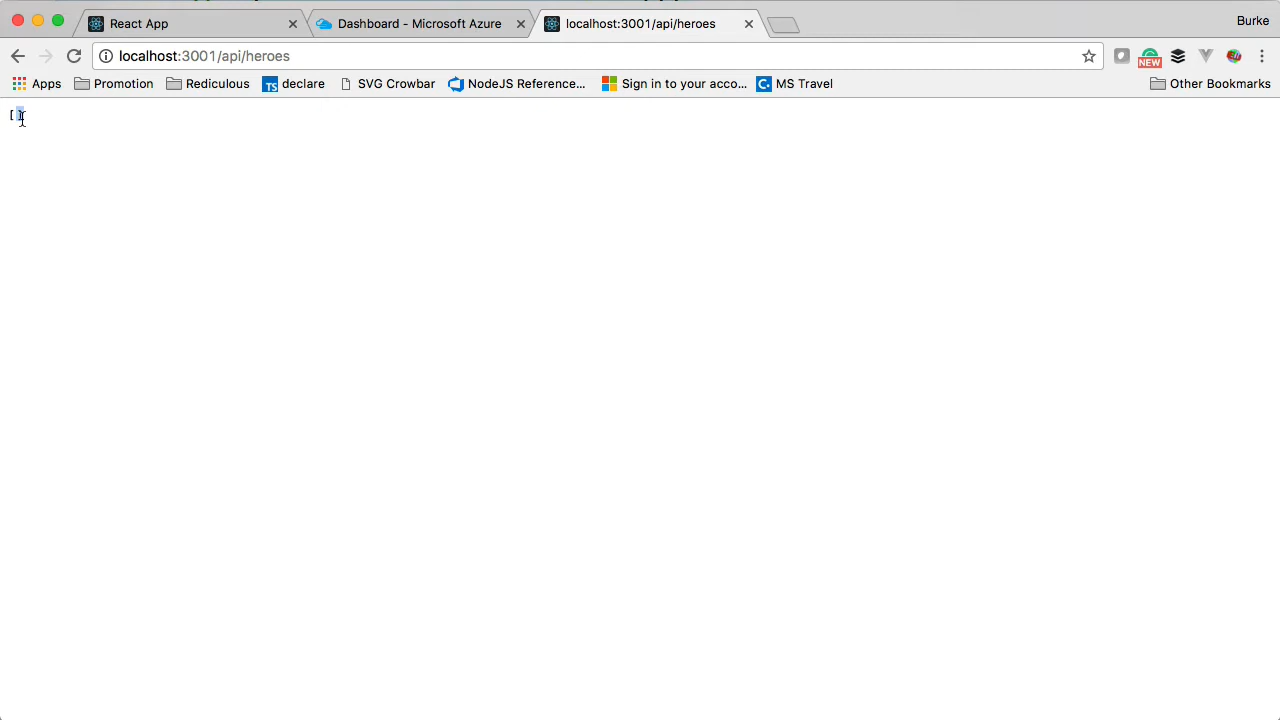 React App
Dashboard - Microsoft Azure
localhost:3001/api/heroes
Burke
localhost:3001/api/heroes
NEW
Apps
Promotion
Rediculous
TS
declare
SVG Crowbar
NodeJS Reference...
Sign in to your acco...
C
MS Travel
Other Bookmarks
[]